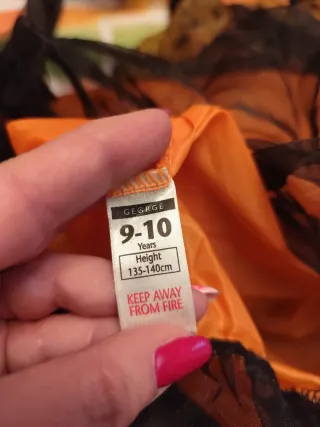 GEORGE
9-10
Years
Height
135-140cm
KEEP AWAY
FROM FIRE